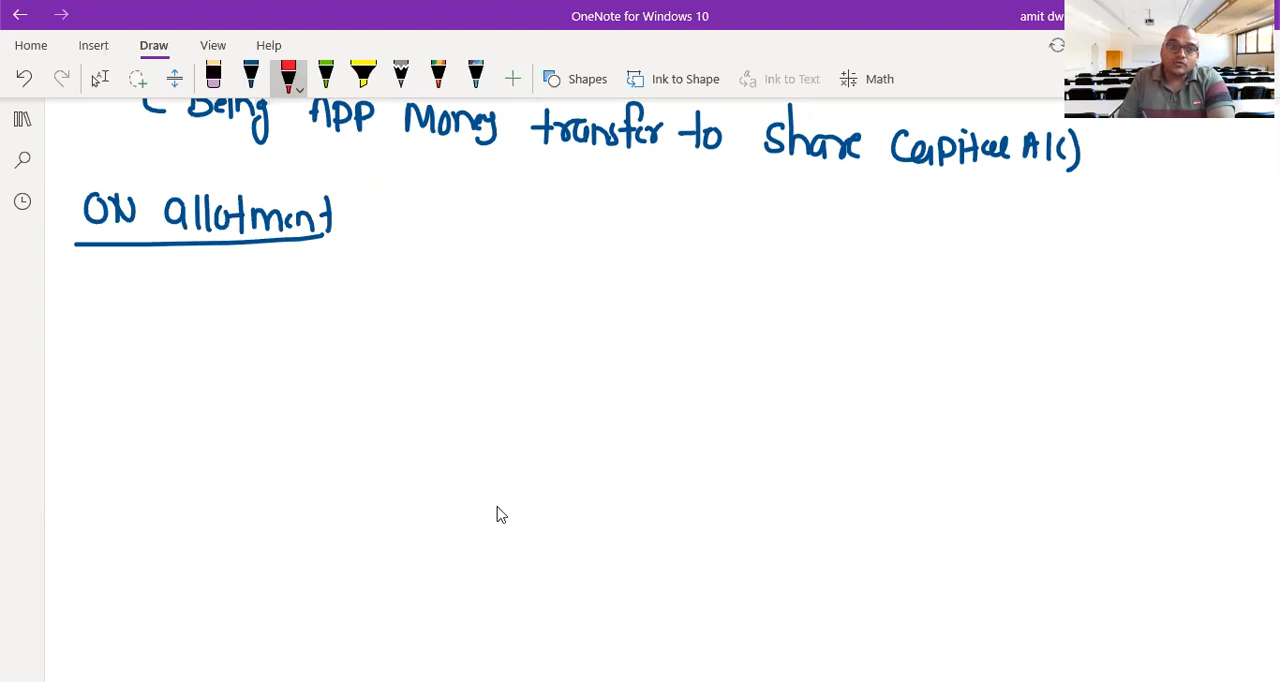 OneNote for Windows 10
amit dw
Home Insert Draw View Help
Shapes Ink to Shape Ink to Text Math
( Being App Money transfer to share Capital A/c)
ON allotment